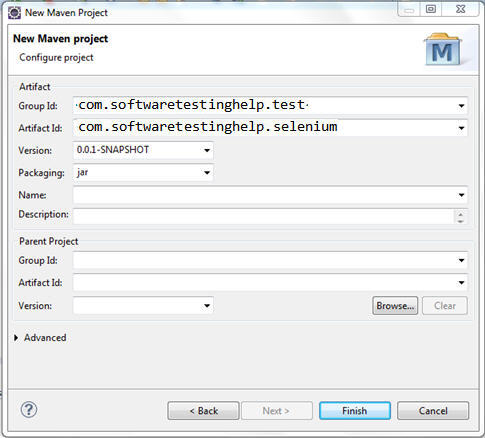 New Maven Project
New Maven project
Configure project
M
Artifact
Group Id: com.softwaretestinghelp.test
Artifact Id: com.softwaretestinghelp.selenium
Version: 0.0.1-SNAPSHOT
Packaging: jar
Name:
Description:
Parent Project
Group Id:
Artifact Id:
Version: Browse... Clear
Advanced
? < Back Next > Finish Cancel